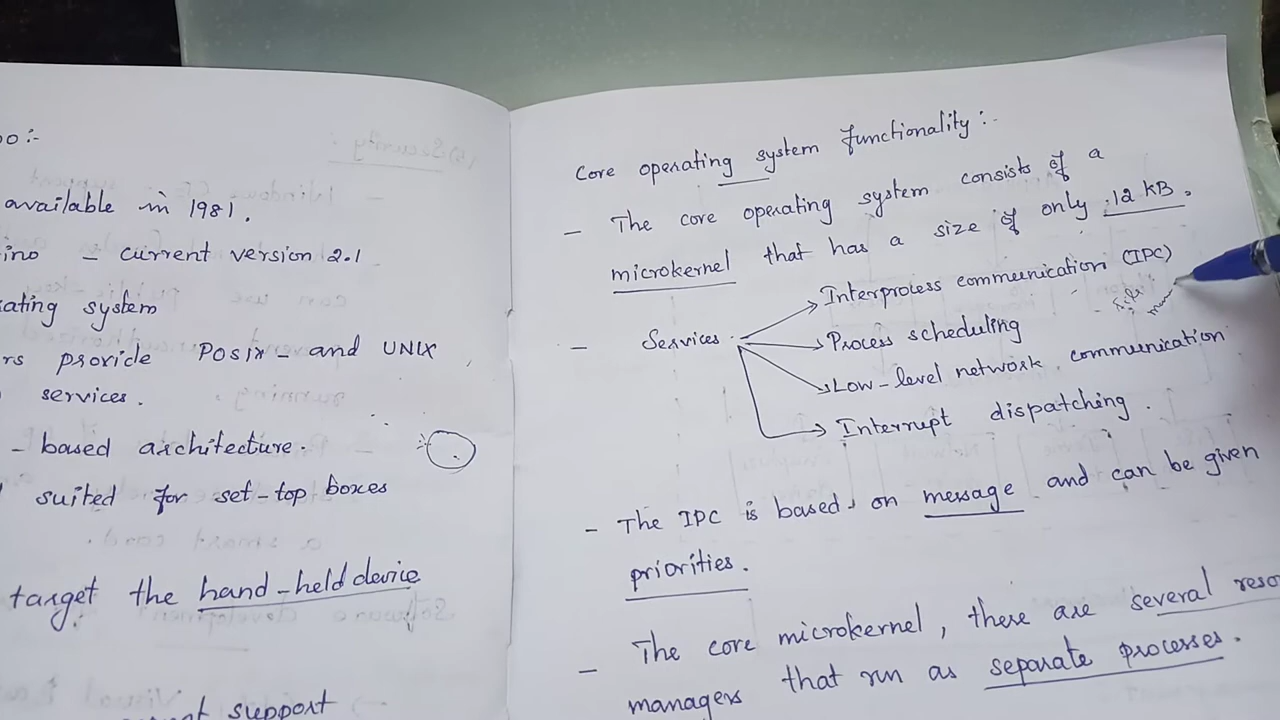 available in 1981.
ino - current version 2.1
ating system
rs provide Posix- and UNIX
services.
- based architecture.
suited for set-top boxes
target the hand-held device
support
Core operating system functionality :-
- The core operating system consists of a
microkernel that has a size of only 12 KB.
- Services
Interprocess communication (IPC)
Process scheduling
Low-level network communication
Interrupt dispatching.
- The IPC is based on message and can be given
priorities.
- The core microkernel, there are several reso
managers that run as separate processes.